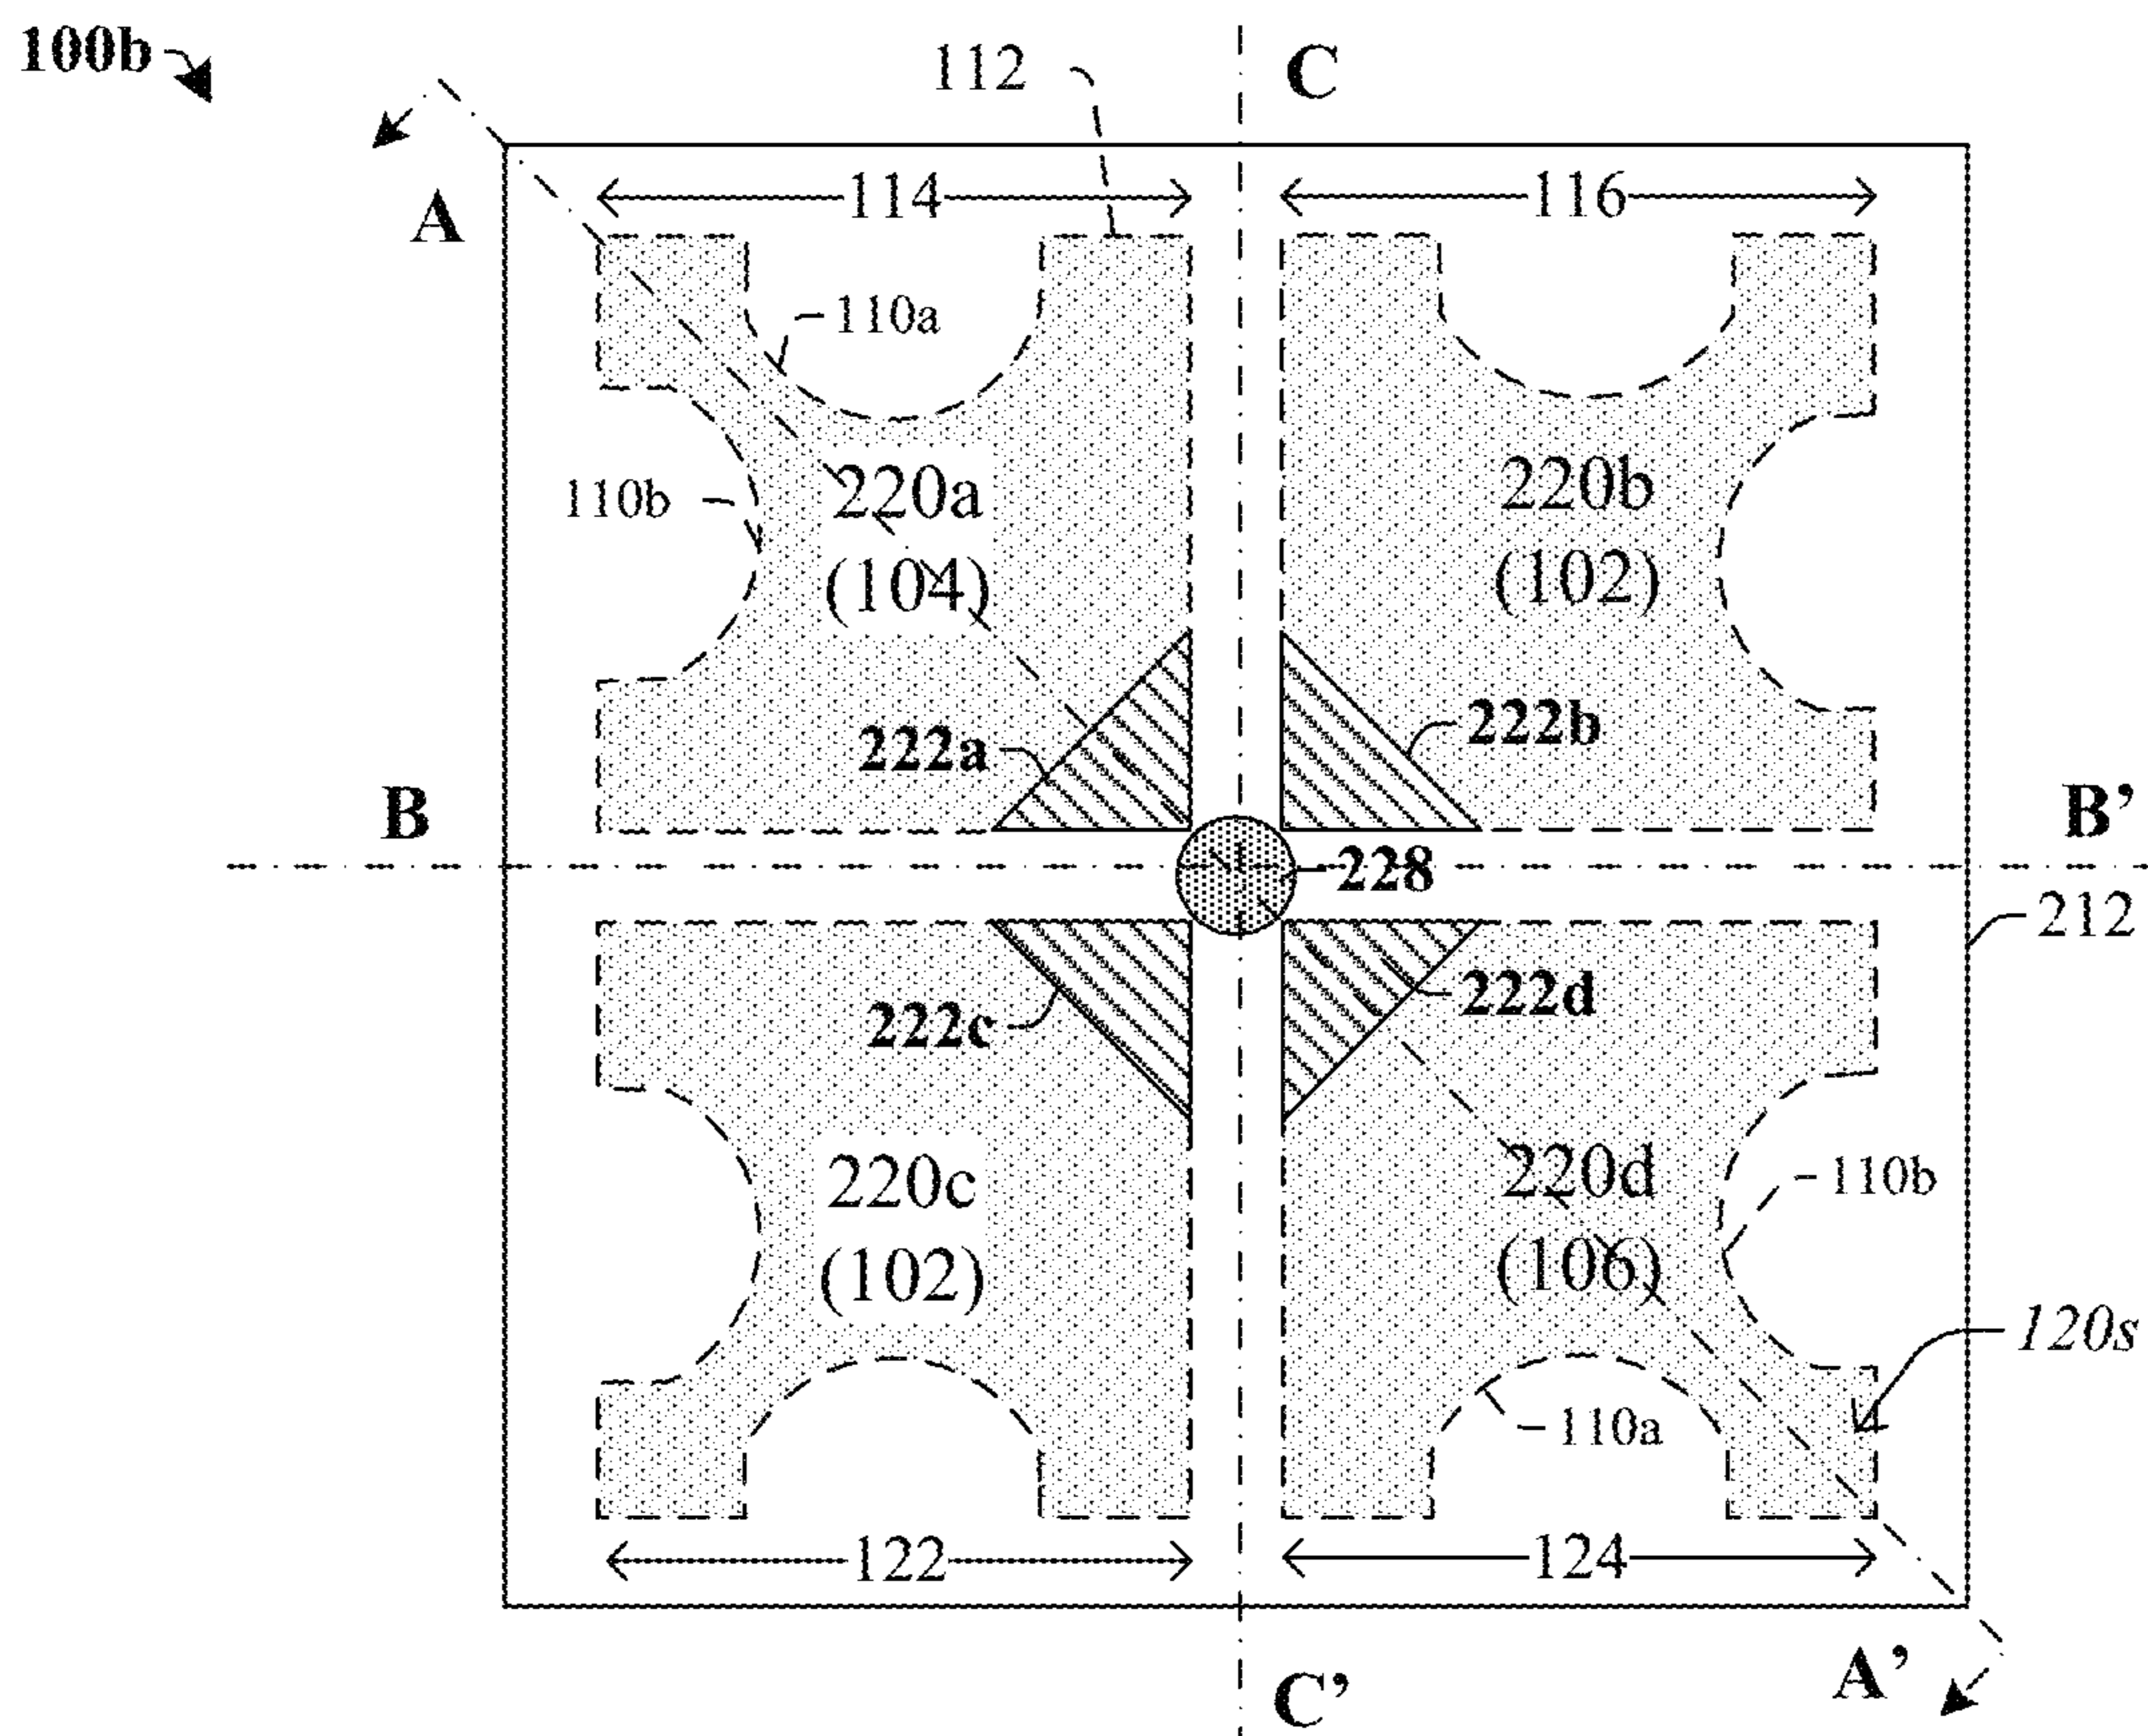 100b
112
C
A
114
116
110a
110b
220a
(104)
220b
(102)
222a
222b
B
B’
228
212
222c
222d
220c
(102)
220d
(106)
110b
120s
110a
122
124
A’
C’